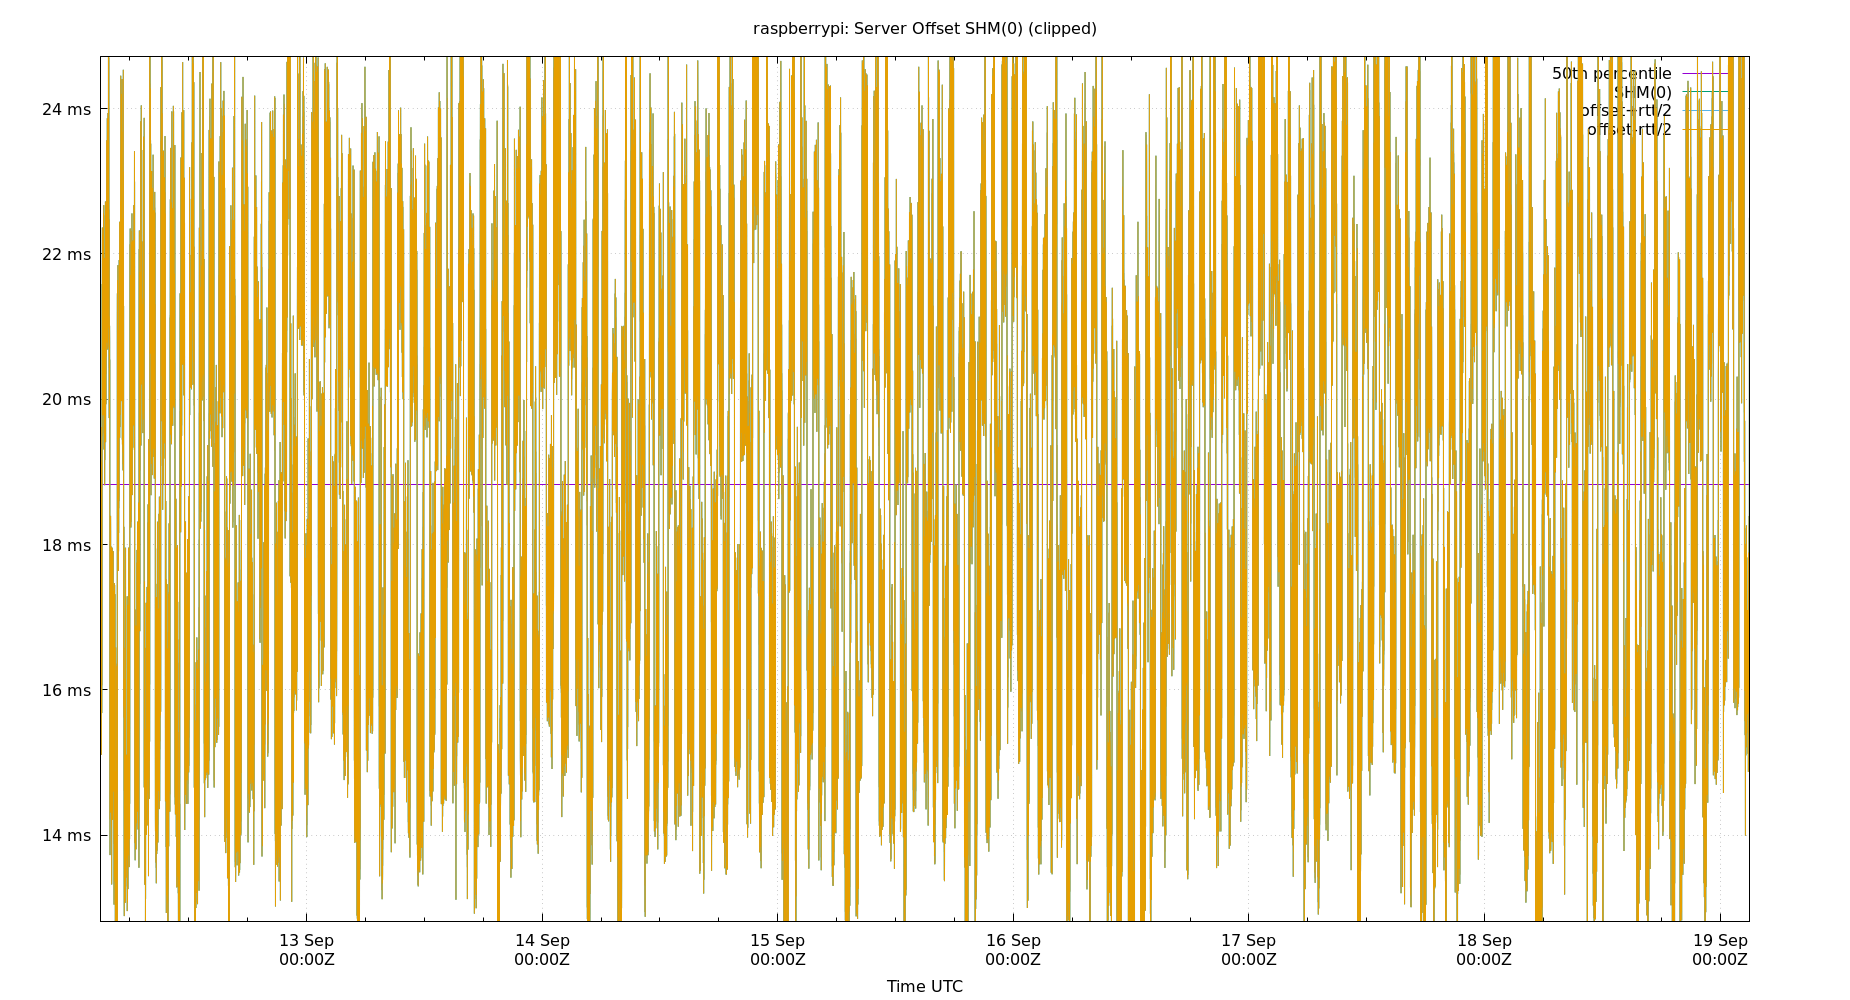 raspberrypi: Server Offset SHM(0) (clipped)
50th percentile
SHM(0)
offset+rtt/2
offset-rtt/2
24 ms
22 ms
20 ms
18 ms
16 ms
14 ms
13 Sep 14 Sep 15 Sep 16 Sep 17 Sep 18 Sep 19 Sep
00:00Z 00:00Z 00:00Z 00:00Z 00:00Z 00:00Z 00:00Z
Time UTC